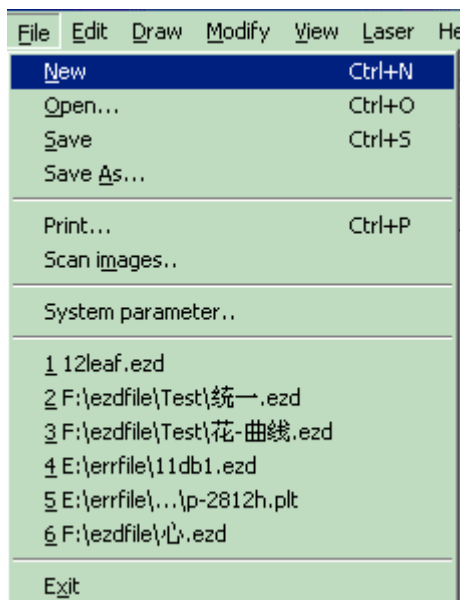 File Edit Draw Modify View Laser He
New Ctrl+N
Open... Ctrl+O
Save Ctrl+S
Save As...
Print... Ctrl+P
Scan images..
System parameter..
1 12leaf.ezd
2 F:\ezdfile\Test\统一.ezd
3 F:\ezdfile\Test\花-曲线.ezd
4 E:\errfile\11db1.ezd
5 E:\errfile\...\p-2812h.plt
6 F:\ezdfile\心.ezd
Exit